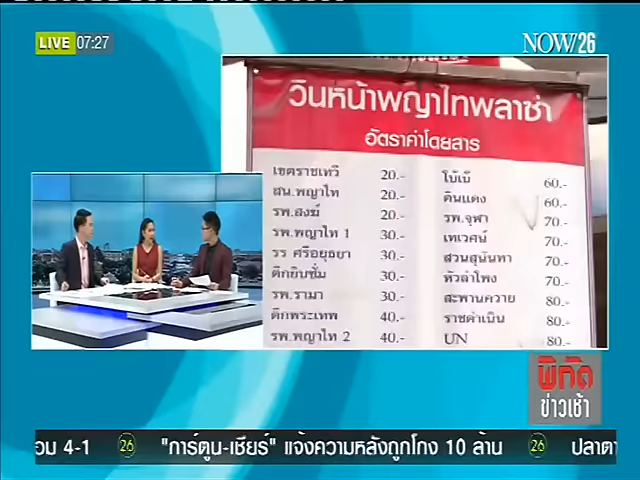 LIVE 07:27
NOW26
วินหน้าพญาไทพลาซ่า
อัตราค่าโดยสาร
เขตราชเทวี 20.-
สน.พญาไท 20.-
รพ.สงฆ์ 20.-
รพ.พญาไท 1 30.-
รร ศรีอยุธยา 30.-
ตึกยิบซั่ม 30.-
รพ.รามา 30.-
ตึกพระเทพ 40.-
รพ.พญาไท 2 40.-
โบ๊เบ๊ 60.-
ดินแดง 60.-
รพ.จุฬา 70.-
เทเวศน์ 70.-
สวนสุนันทา 70.-
หัวลำโพง 70.-
สะพานควาย 80.-
ราชดำเนิน 80.-
UN 80.-
พิกัด
ข่าวเช้า
อม 4-1 26 "การ์ตูน-เชียร์" แจ้งความหลังถูกโกง 10 ล้าน 26 ปลาดา